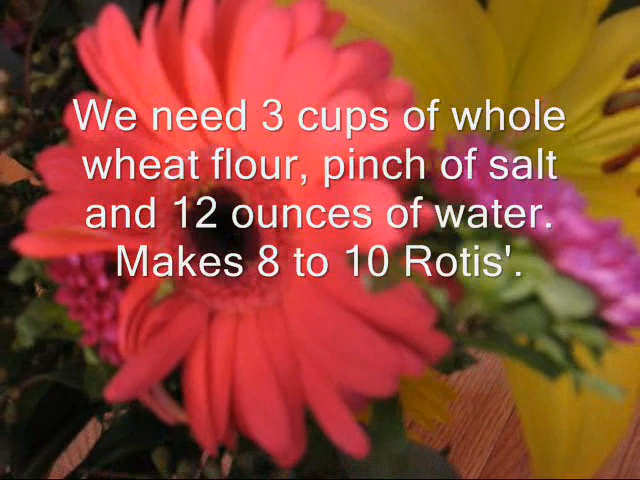 We need 3 cups of whole
wheat flour, pinch of salt
and 12 ounces of water.
Makes 8 to 10 Rotis'.